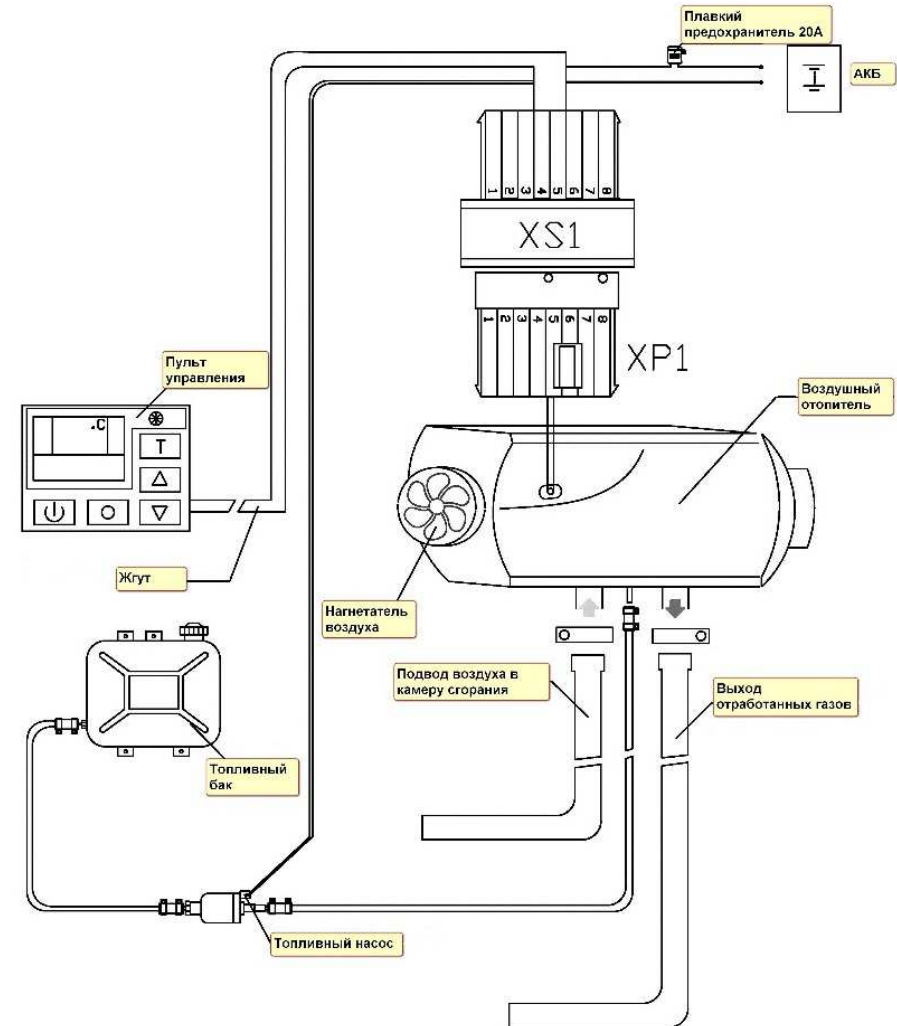 Плавкий
предохранитель 20А
АКБ
1 2 3 4 5 6 7 8
XS1
1 2 3 4 5 6 7 8
XP1
Пульт
управления
.C
T
Воздушный
отопитель
Жгут
Нагнетатель
воздуха
Подвод воздуха в
камеру сгорания
Выход
отработанных газов
Топливный
бак
Топливный насос